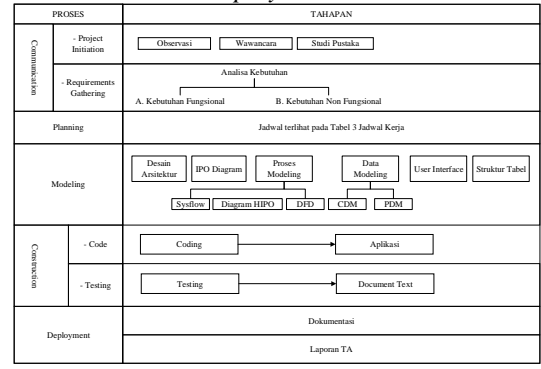 PROSES
TAHAPAN
Communication
- Project
Initiation
Observasi
Wawancara
Studi Pustaka
- Requirements
Gathering
Analisa Kebutuhan
A. Kebutuhan Fungsional
B. Kebutuhan Non Fungsional
Planning
Jadwal terlihat pada Tabel 3 Jadwal Kerja
Modeling
Desain
Arsitektur
IPO Diagram
Proses
Modeling
Data
Modeling
User Interface
Struktur Tabel
Sysflow
Diagram HIPO
DFD
CDM
PDM
Construction
- Code
Coding
Aplikasi
- Testing
Testing
Document Text
Deployment
Dokumentasi
Laporan TA